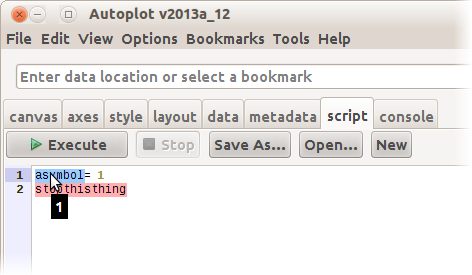 Autoplot v2013a_12
File Edit View Options Bookmarks Tools Help
Enter data location or select a bookmark
canvas axes style layout data metadata script console
Execute Stop Save As... Open... New
1 asymbol= 1
2 stopthisthing
1